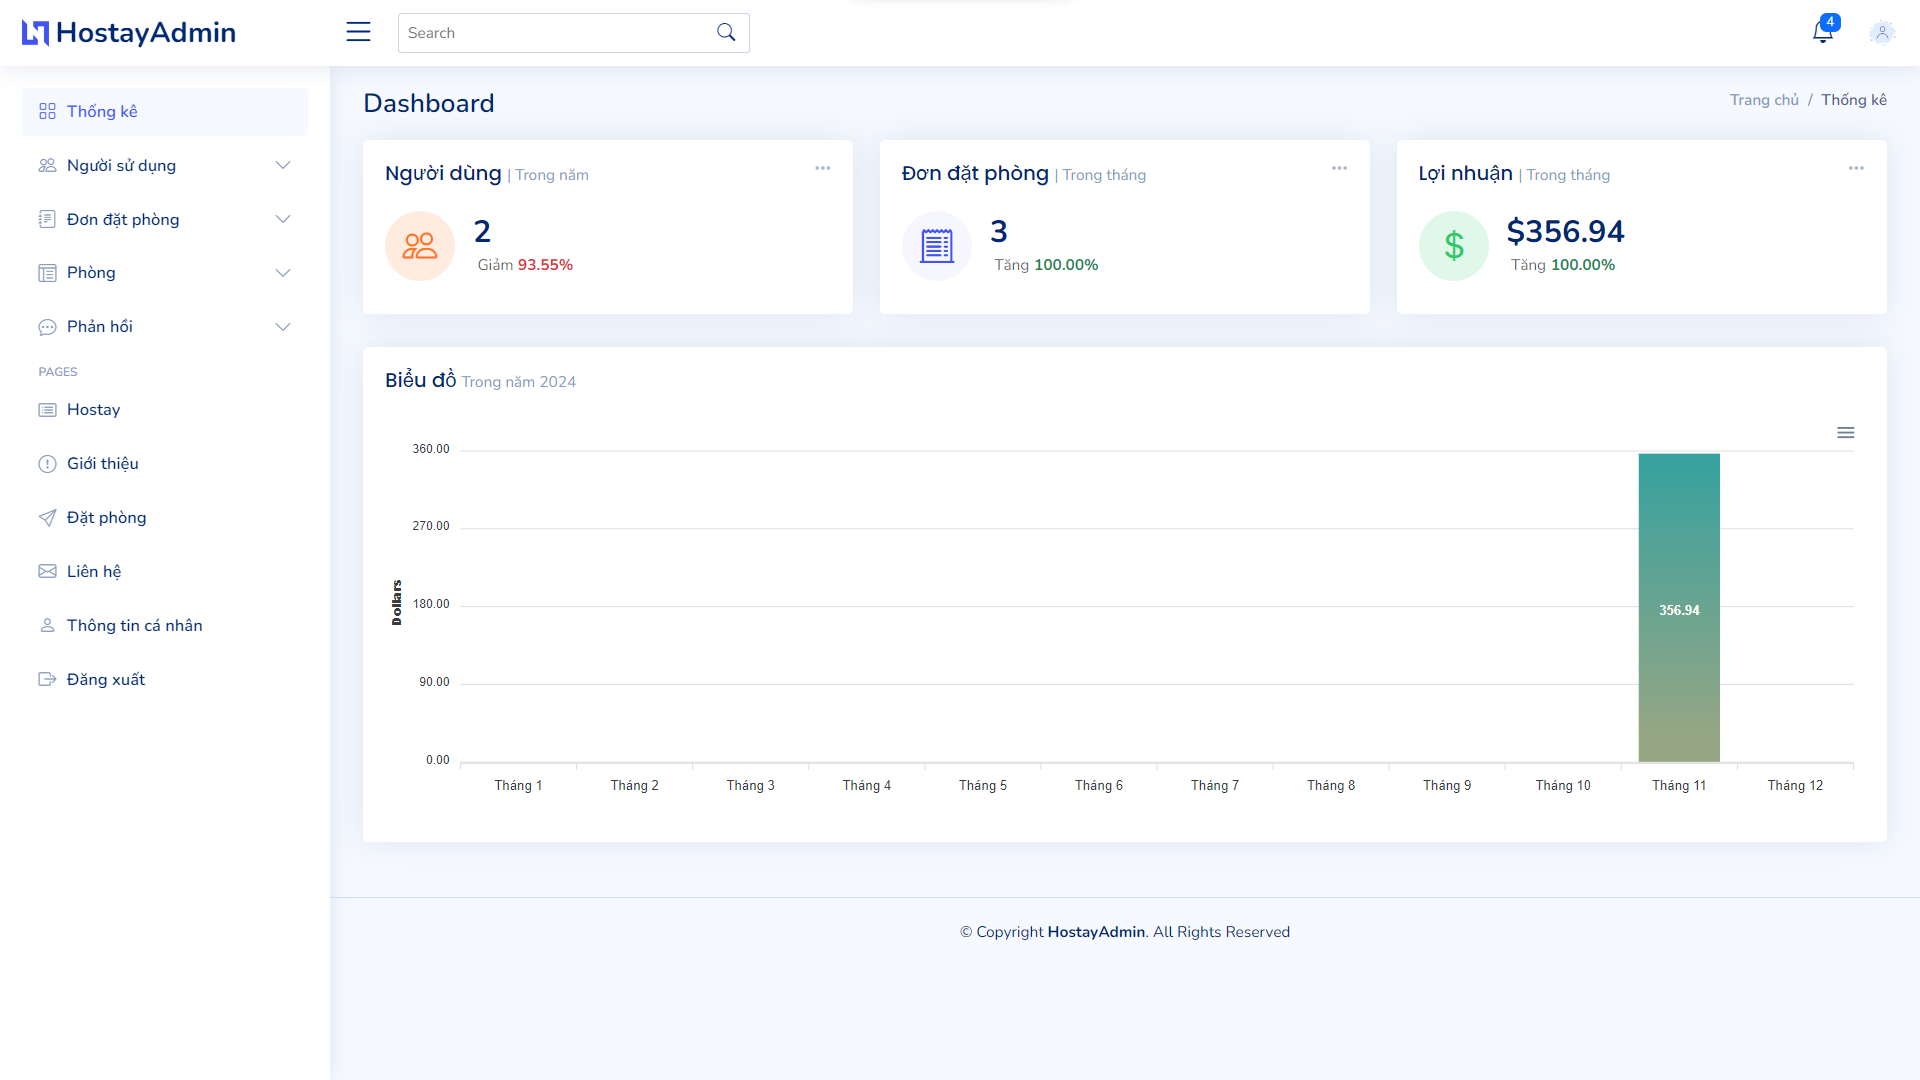 HostayAdmin
Search
4
Thống kê
Người sử dụng
Đơn đặt phòng
Phòng
Phản hồi
PAGES
Hostay
Giới thiệu
Đặt phòng
Liên hệ
Thông tin cá nhân
Đăng xuất
Dashboard
Trang chủ / Thống kê
Người dùng | Trong năm
2
Giảm 93.55%
Đơn đặt phòng | Trong tháng
3
Tăng 100.00%
Lợi nhuận | Trong tháng
$
$356.94
Tăng 100.00%
Biểu đồ Trong năm 2024
Dollars
360.00
270.00
180.00
90.00
0.00
356.94
Tháng 1 Tháng 2 Tháng 3 Tháng 4 Tháng 5 Tháng 6 Tháng 7 Tháng 8 Tháng 9 Tháng 10 Tháng 11 Tháng 12
© Copyright HostayAdmin. All Rights Reserved